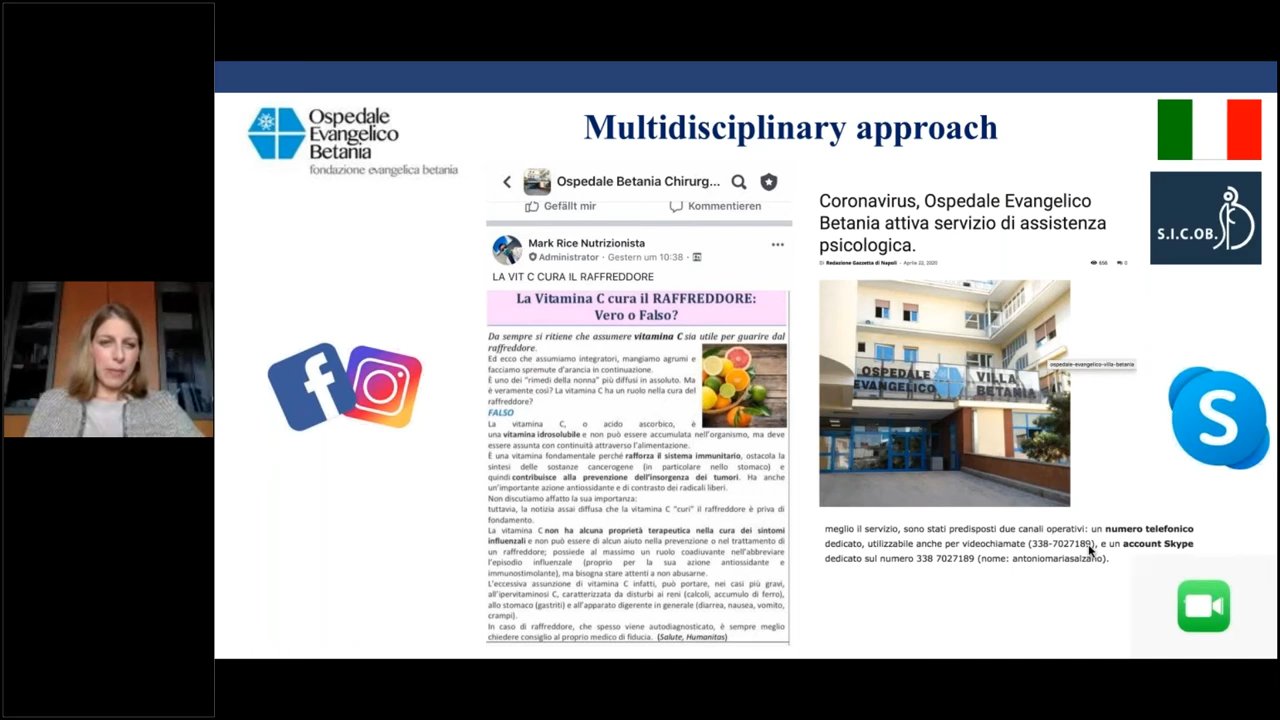 Ospedale
Evangelico
Betania
fondazione evangelica betania
Multidisciplinary approach
Ospedale Betania Chirurg...
Gefällt mir
Kommentieren
Mark Rice Nutrizionista
Administrator · Gestern um 10:38 ·
LA VIT C CURA IL RAFFREDDORE
La Vitamina C cura il RAFFREDDORE:
Vero o Falso?
Da sempre si ritiene che assumere vitamina C sia utile per guarire dal
raffreddore.
Ed ecco che assumiamo integratori, mangiamo agrumi e
facciamo spremute d'arancia in continuazione.
È uno dei "rimedi della nonna" più diffusi in assoluto. Ma
è veramente così? La vitamina C ha un ruolo nella cura del
raffreddore?
FALSO
La vitamina C, o acido ascorbico, è
una vitamina idrosolubile e non può essere accumulata nell'organismo, ma deve
essere assunta con continuità attraverso l'alimentazione.
È una vitamina fondamentale perché rafforza il sistema immunitario, ostacola la
sintesi delle sostanze cancerogene (in particolare nello stomaco) e
quindi contribuisce alla prevenzione dell'insorgenza dei tumori. Ha anche
un'importante azione antiossidante e di contrasto dei radicali liberi.
Non discutiamo affatto la sua importanza:
tuttavia, la notizia assai diffusa che la vitamina C "curi" il raffreddore è priva di
fondamento.
La vitamina C non ha alcuna proprietà terapeutica nella cura dei sintomi
influenzali e non può essere di alcun aiuto nella prevenzione o nel trattamento di
un raffreddore; possiede al massimo un ruolo coadiuvante nell'abbreviare
l'episodio influenzale (proprio per la sua azione antiossidante e
immunostimolante), ma bisogna stare attenti a non abusarne.
L'eccessiva assunzione di vitamina C infatti, può portare, nei casi più gravi,
all'ipervitaminosi C, caratterizzata da disturbi ai reni (calcoli, accumulo di ferro),
allo stomaco (gastriti) e all'apparato digerente in generale (diarrea, nausea, vomito,
crampi).
In caso di raffreddore, che spesso viene autodiagnosticato, è sempre meglio
chiedere consiglio al proprio medico di fiducia. (Salute, Humanitas)
Coronavirus, Ospedale Evangelico
Betania attiva servizio di assistenza
psicologica.
Di Redazione Gazzetta di Napoli - Aprile 22, 2020 656 0
OSPEDALE
EVANGELICO
VILLA
BETANIA
ospedale-evangelico-villa-betania
meglio il servizio, sono stati predisposti due canali operativi: un numero telefonico
dedicato, utilizzabile anche per videochiamate (338-7027189), e un account Skype
dedicato sul numero 338 7027189 (nome: antoniomariasalzano).
S.I.C.OB.